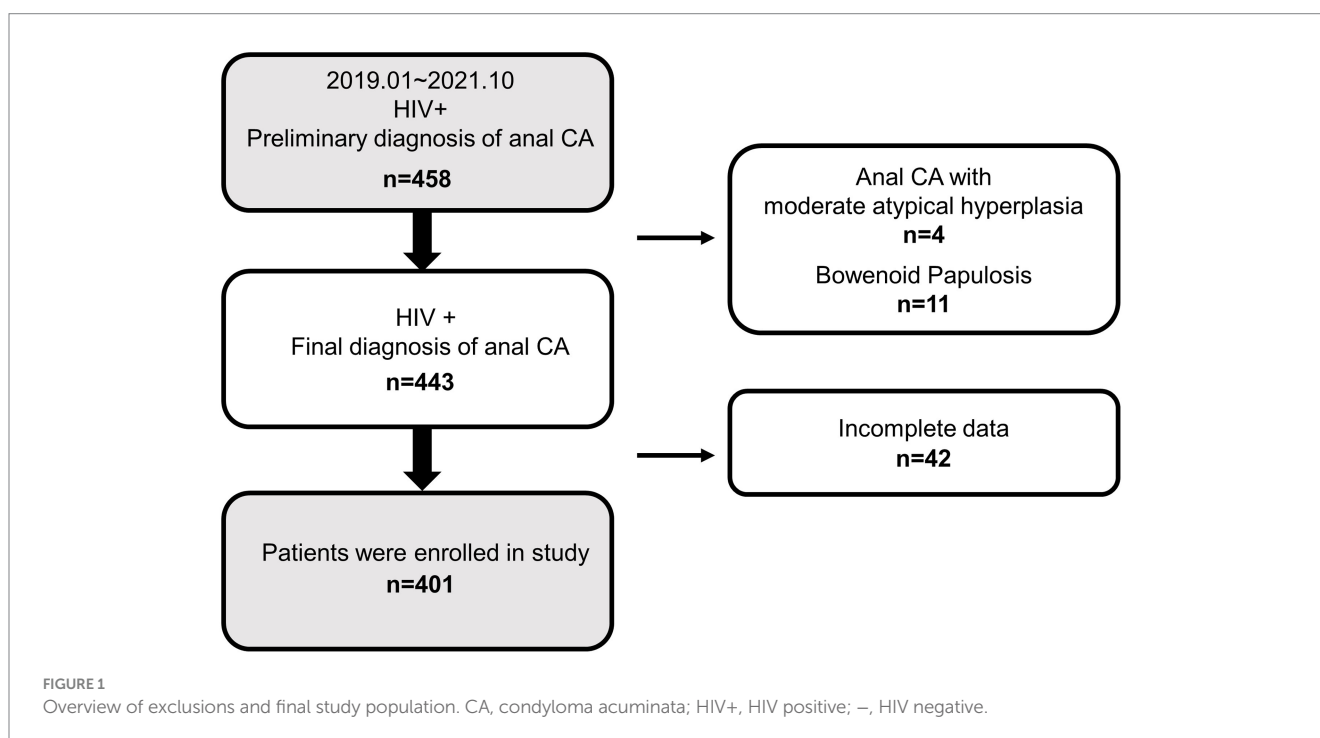 2019.01~2021.10
HIV+
Preliminary diagnosis of anal CA
n=458
Anal CA with
moderate atypical hyperplasia
n=4
Bowenoid Papulosis
n=11
HIV +
Final diagnosis of anal CA
n=443
Incomplete data
n=42
Patients were enrolled in study
n=401
FIGURE 1
Overview of exclusions and final study population. CA, condyloma acuminata; HIV+, HIV positive; –, HIV negative.